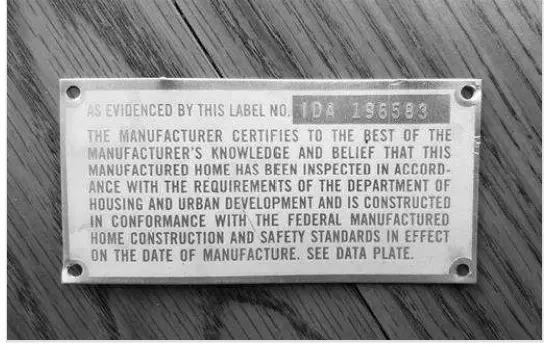 AS EVIDENCED BY THIS LABEL NO. IDA 196583
THE MANUFACTURER CERTIFIES TO THE BEST OF THE
MANUFACTURER'S KNOWLEDGE AND BELIEF THAT THIS
MANUFACTURED HOME HAS BEEN INSPECTED IN ACCORD-
ANCE WITH THE REQUIREMENTS OF THE DEPARTMENT OF
HOUSING AND URBAN DEVELOPMENT AND IS CONSTRUCTED
IN CONFORMANCE WITH THE FEDERAL MANUFACTURED
HOME CONSTRUCTION AND SAFETY STANDARDS IN EFFECT
ON THE DATE OF MANUFACTURE. SEE DATA PLATE.